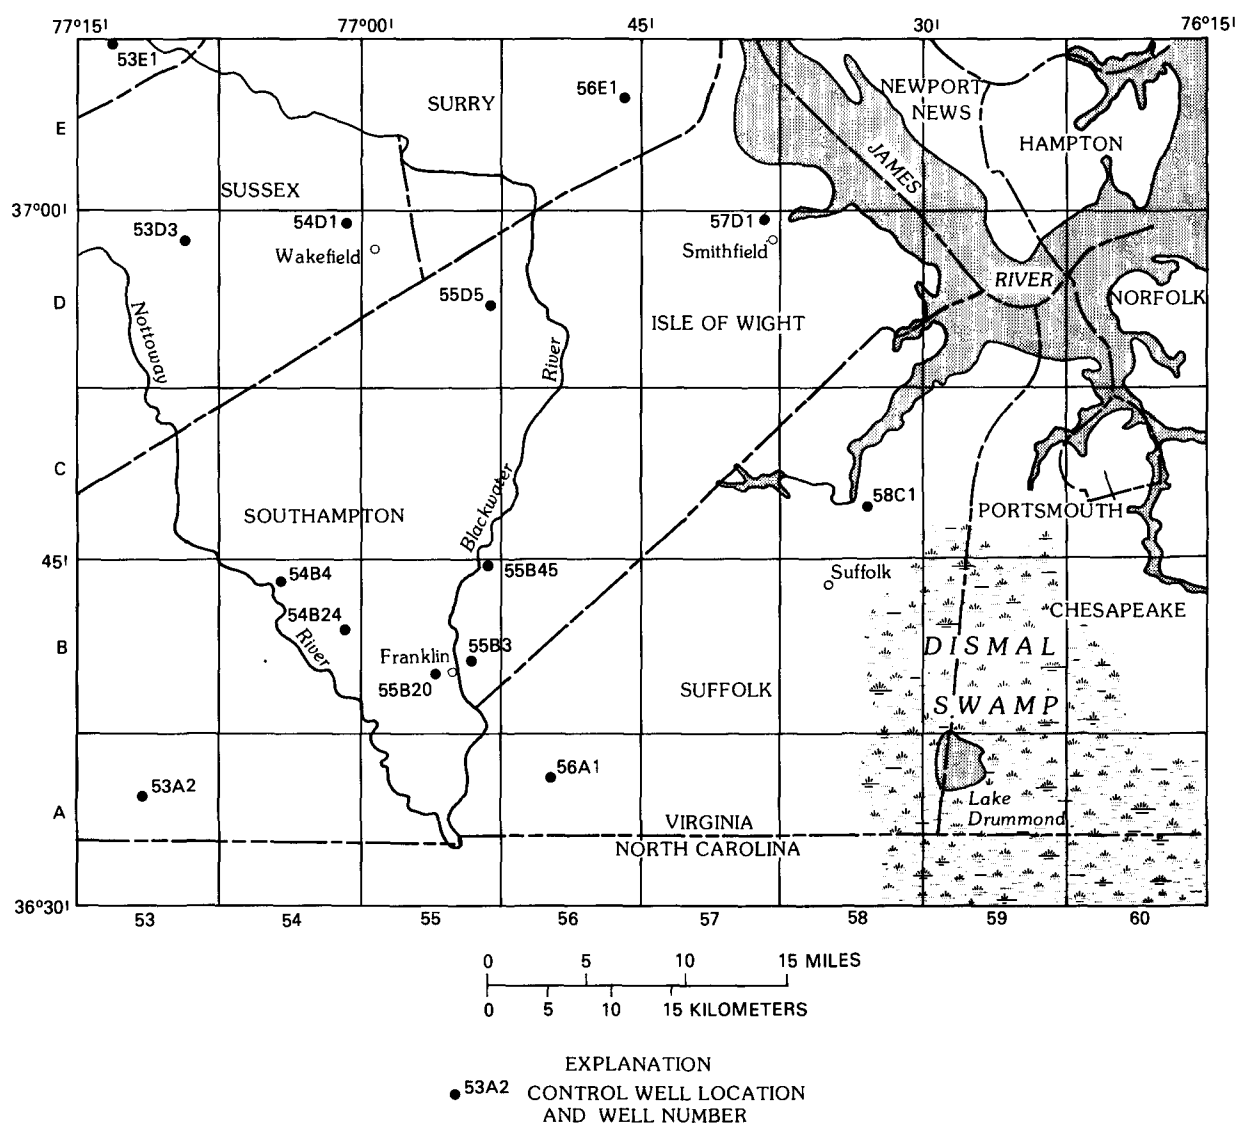 77°15'
77°00'
45'
30'
76°15'
53E1
SURRY
56E1
NEWPORT
NEWS
E
HAMPTON
JAMES
SUSSEX
37°00'
53D3
54D1
57D1
Wakefield
Smithfield
RIVER
D
55D5
NORFOLK
Nottoway
ISLE OF WIGHT
River
C
Blackwater
58C1
SOUTHAMPTON
PORTSMOUTH
45'
54B4
55B45
Suffolk
54B24
CHESAPEAKE
B
River
Franklin
55B3
DISMAL
55B20
SUFFOLK
SWAMP
53A2
56A1
A
Lake
Drummond
VIRGINIA
NORTH CAROLINA
36°30'
53
54
55
56
57
58
59
60
0 5 10 15 MILES
0 5 10 15 KILOMETERS
EXPLANATION
53A2 CONTROL WELL LOCATION
AND WELL NUMBER